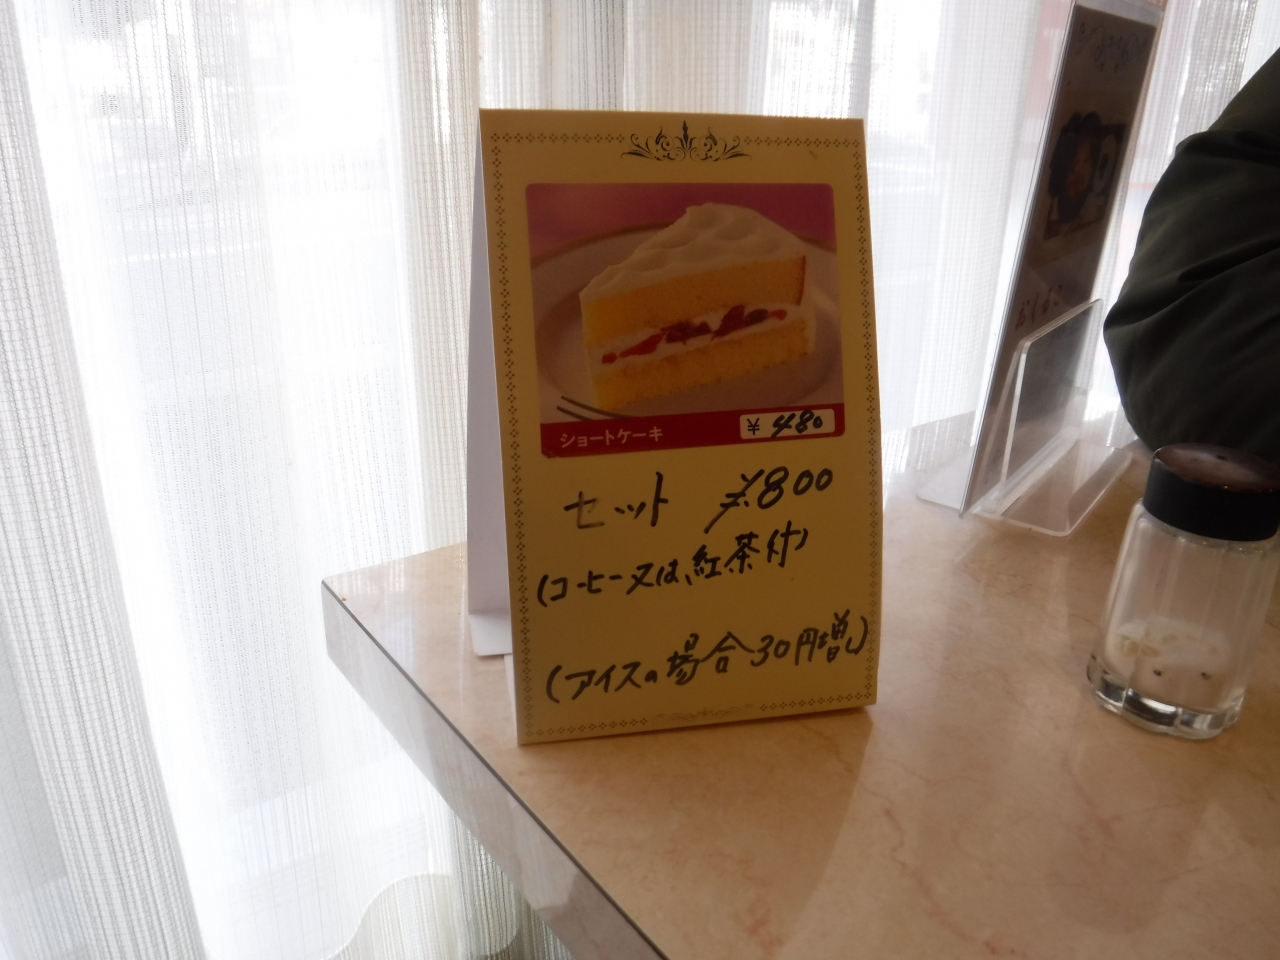 ショートケーキ ¥480
セット ¥800
(コーヒー又は、紅茶付)
(アイスの場合30円増し)